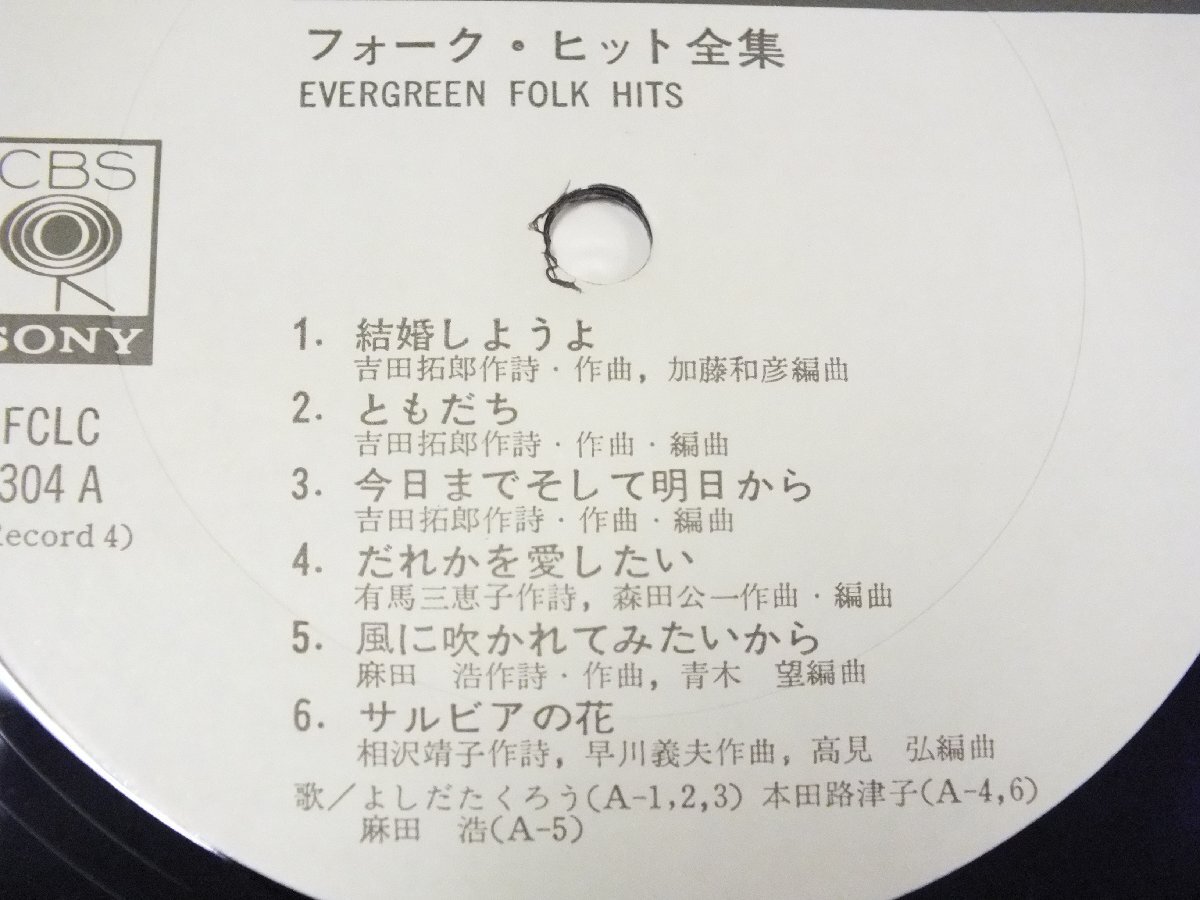 フォーク・ヒット全集
EVERGREEN FOLK HITS
CBS
SONY
FCLC
304 A
(Record 4)
1. 結婚しようよ
吉田拓郎作詩・作曲, 加藤和彦編曲
2. ともだち
吉田拓郎作詩・作曲・編曲
3. 今日までそして明日から
吉田拓郎作詩・作曲・編曲
4. だれかを愛したい
有馬三恵子作詩, 森田公一作曲・編曲
5. 風に吹かれてみたいから
麻田　浩作詩・作曲, 青木　望編曲
6. サルビアの花
相沢靖子作詩, 早川義夫作曲, 高見　弘編曲
歌／よしだたくろう(A-1,2,3) 本田路津子(A-4,6)
麻田　浩(A-5)